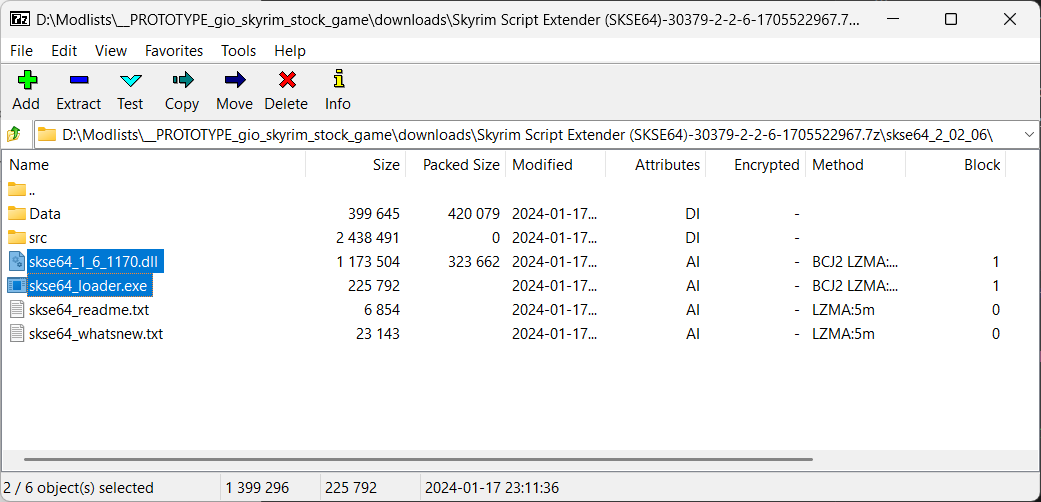 D:\Modlists\__PROTOTYPE_gio_skyrim_stock_game\downloads\Skyrim Script Extender (SKSE64)-30379-2-2-6-1705522967.7...
File Edit View Favorites Tools Help
Add Extract Test Copy Move Delete Info
D:\Modlists\__PROTOTYPE_gio_skyrim_stock_game\downloads\Skyrim Script Extender (SKSE64)-30379-2-2-6-1705522967.7z\skse64_2_02_06\
Name Size Packed Size Modified Attributes Encrypted Method Block
..
Data 399 645 420 079 2024-01-17... DI -
src 2 438 491 0 2024-01-17... DI -
skse64_1_6_1170.dll 1 173 504 323 662 2024-01-17... AI - BCJ2 LZMA:... 1
skse64_loader.exe 225 792 2024-01-17... AI - BCJ2 LZMA:... 1
skse64_readme.txt 6 854 2024-01-17... AI - LZMA:5m 0
skse64_whatsnew.txt 23 143 2024-01-17... AI - LZMA:5m 0
2 / 6 object(s) selected 1 399 296 225 792 2024-01-17 23:11:36